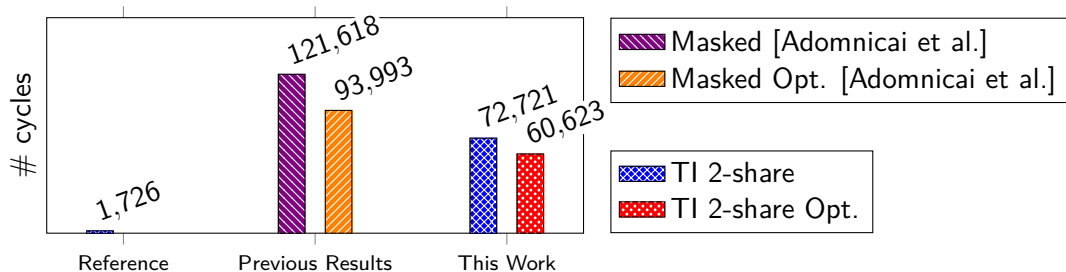 # cycles
1,726
121,618
93,993
72,721
60,623
Reference
Previous Results
This Work
Masked [Adomnicai et al.]
Masked Opt. [Adomnicai et al.]
TI 2-share
TI 2-share Opt.